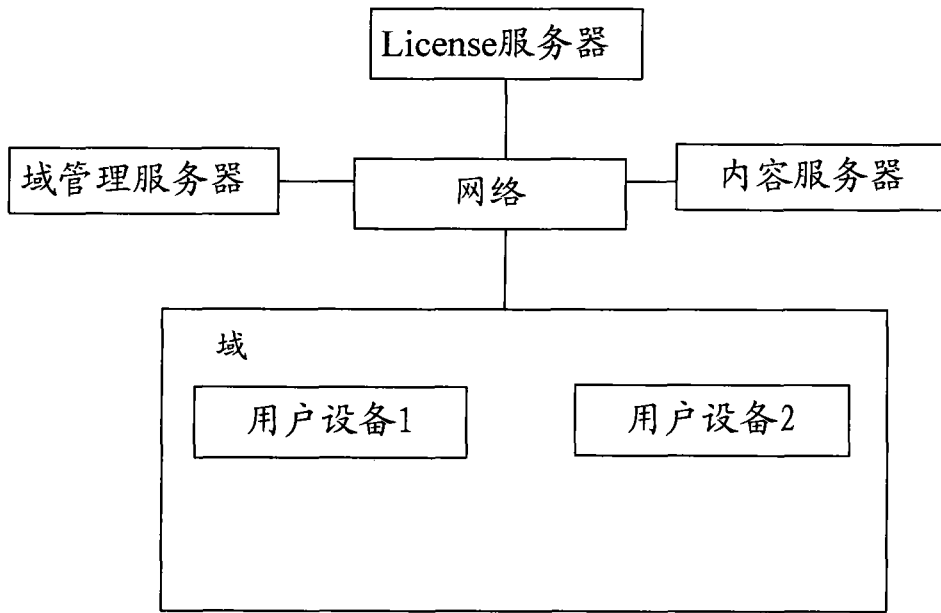 License服务器
域管理服务器
网络
内容服务器
域
用户设备1
用户设备2